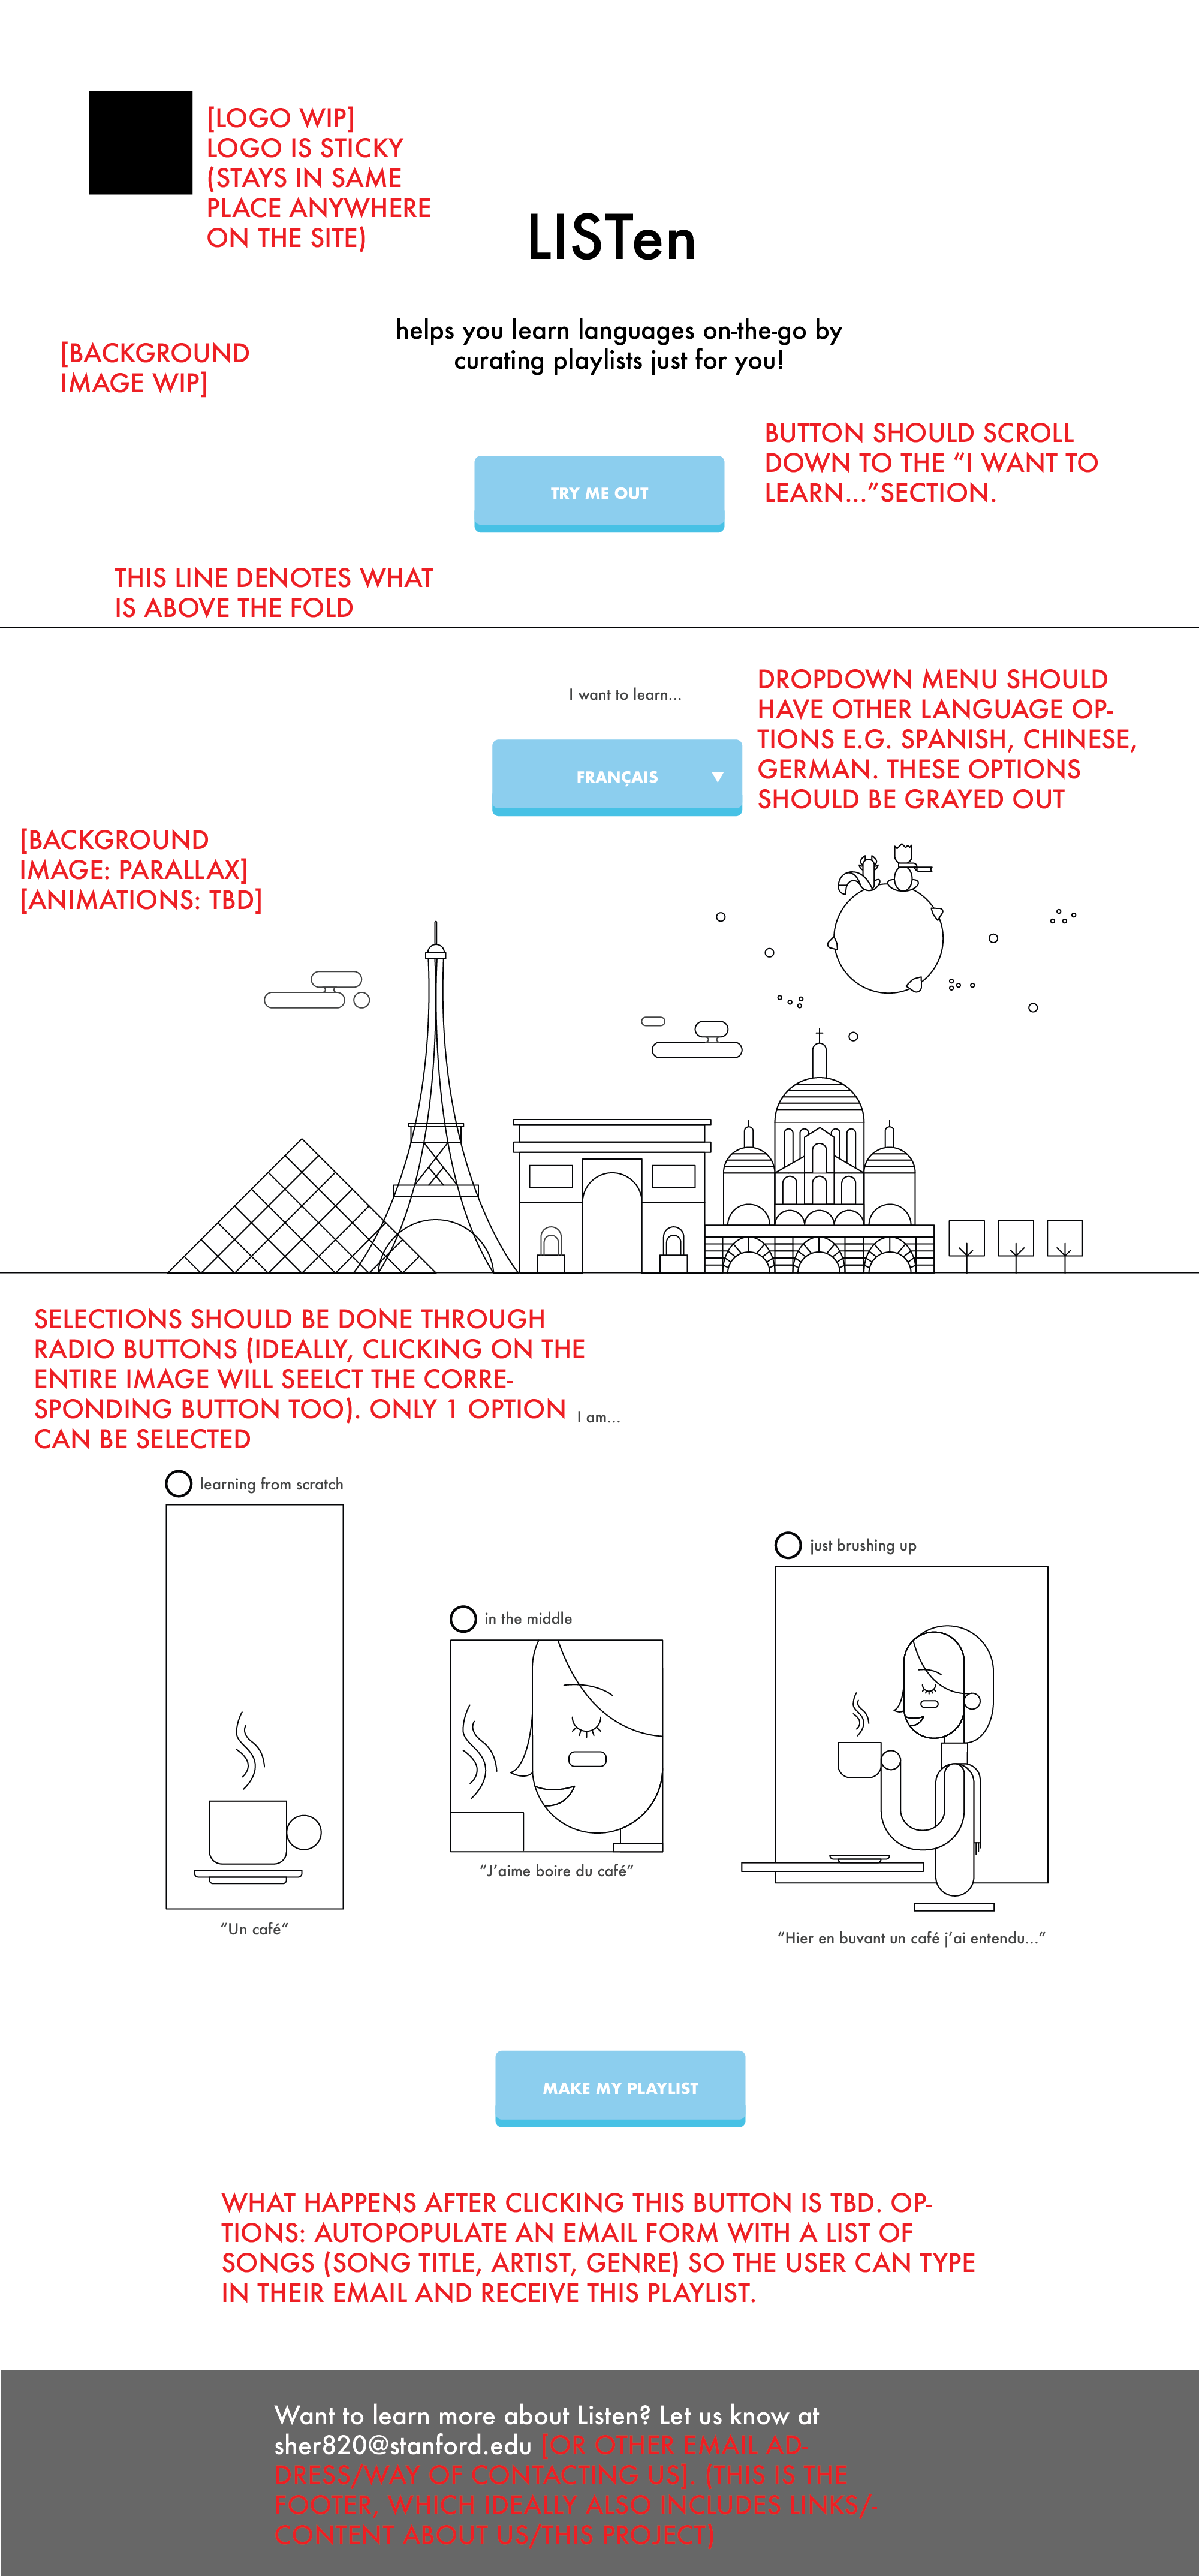 [LOGO WIP]
LOGO IS STICKY
(STAYS IN SAME
PLACE ANYWHERE
ON THE SITE)
LISTen
helps you learn languages on-the-go by
curating playlists just for you!
[BACKGROUND
IMAGE WIP]
BUTTON SHOULD SCROLL
DOWN TO THE “I WANT TO
LEARN...”SECTION.
TRY ME OUT
THIS LINE DENOTES WHAT
IS ABOVE THE FOLD
I want to learn...
DROPDOWN MENU SHOULD
HAVE OTHER LANGUAGE OP-
TIONS E.G. SPANISH, CHINESE,
GERMAN. THESE OPTIONS
SHOULD BE GRAYED OUT
FRANÇAIS
[BACKGROUND
IMAGE: PARALLAX]
[ANIMATIONS: TBD]
SELECTIONS SHOULD BE DONE THROUGH
RADIO BUTTONS (IDEALLY, CLICKING ON THE
ENTIRE IMAGE WILL SEELCT THE CORRE-
SPONDING BUTTON TOO). ONLY 1 OPTION
CAN BE SELECTED
I am...
learning from scratch
just brushing up
in the middle
“J’aime boire du café”
“Un café”
“Hier en buvant un café j’ai entendu...”
MAKE MY PLAYLIST
WHAT HAPPENS AFTER CLICKING THIS BUTTON IS TBD. OP-
TIONS: AUTOPOPULATE AN EMAIL FORM WITH A LIST OF
SONGS (SONG TITLE, ARTIST, GENRE) SO THE USER CAN TYPE
IN THEIR EMAIL AND RECEIVE THIS PLAYLIST.
Want to learn more about Listen? Let us know at
sher820@stanford.edu [OR OTHER EMAIL AD-
DRESS/WAY OF CONTACTING US]. (THIS IS THE
FOOTER, WHICH IDEALLY ALSO INCLUDES LINKS/-
CONTENT ABOUT US/THIS PROJECT)